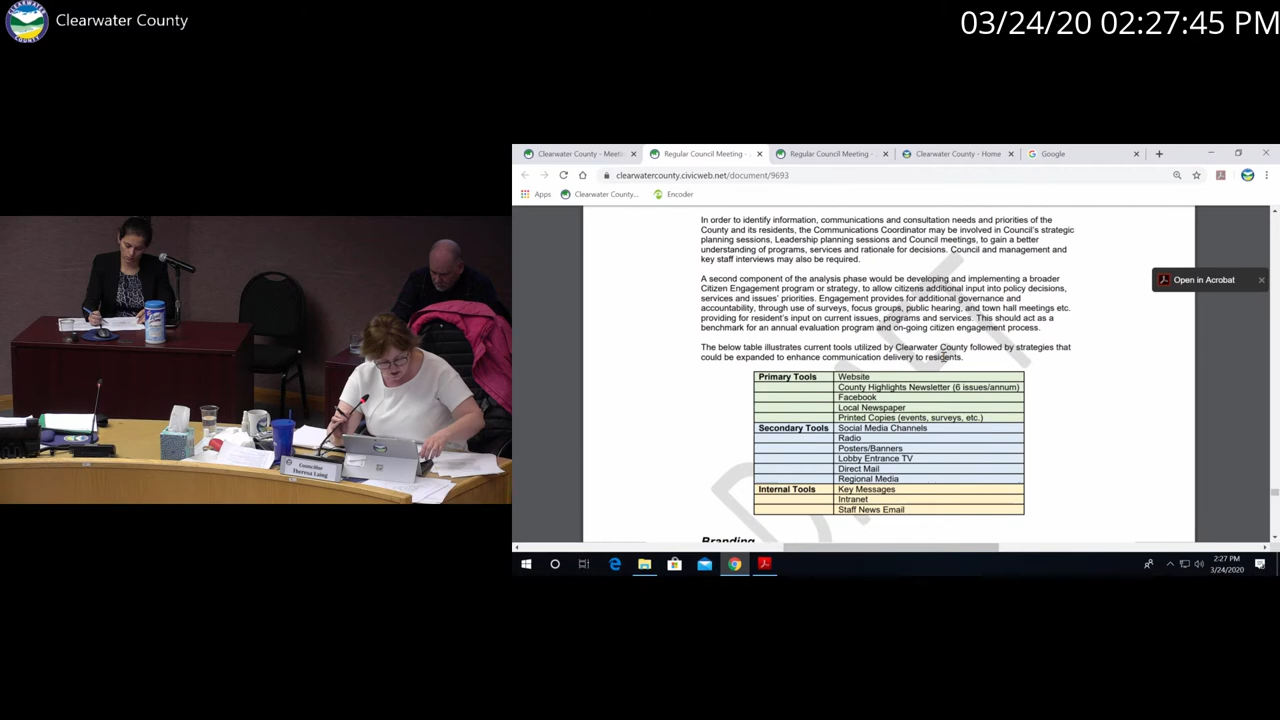 Clearwater County
03/24/20 02:27:45 PM
Clearwater County - Meeti
Regular Council Meeting -
Regular Council Meeting -
Clearwater County - Home
Google
clearwatercounty.civicweb.net/document/9693
Apps
Clearwater County...
Encoder
In order to identify information, communications and consultation needs and priorities of the
County and its residents, the Communications Coordinator may be involved in Council's strategic
planning sessions, Leadership planning sessions and Council meetings, to gain a better
understanding of programs, services and rationale for decisions. Council and management and
key staff interviews may also be required.
A second component of the analysis phase would be developing and implementing a broader
Citizen Engagement program or strategy, to allow citizens additional input into policy decisions,
services and issues' priorities. Engagement provides for additional governance and
accountability, through use of surveys, focus groups, public hearing, and town hall meetings etc.
providing for resident's input on current issues, programs and services. This should act as a
benchmark for an annual evaluation program and on-going citizen engagement process.
The below table illustrates current tools utilized by Clearwater County followed by strategies that
could be expanded to enhance communication delivery to residents.
Primary Tools Website
County Highlights Newsletter (6 issues/annum)
Facebook
Local Newspaper
Printed Copies (events, surveys, etc.)
Secondary Tools Social Media Channels
Radio
Posters/Banners
Lobby Entrance TV
Direct Mail
Regional Media
Internal Tools Key Messages
Intranet
Staff News Email
Branding
Open in Acrobat
2:27 PM
3/24/2020
Councillor
Theresa Laing